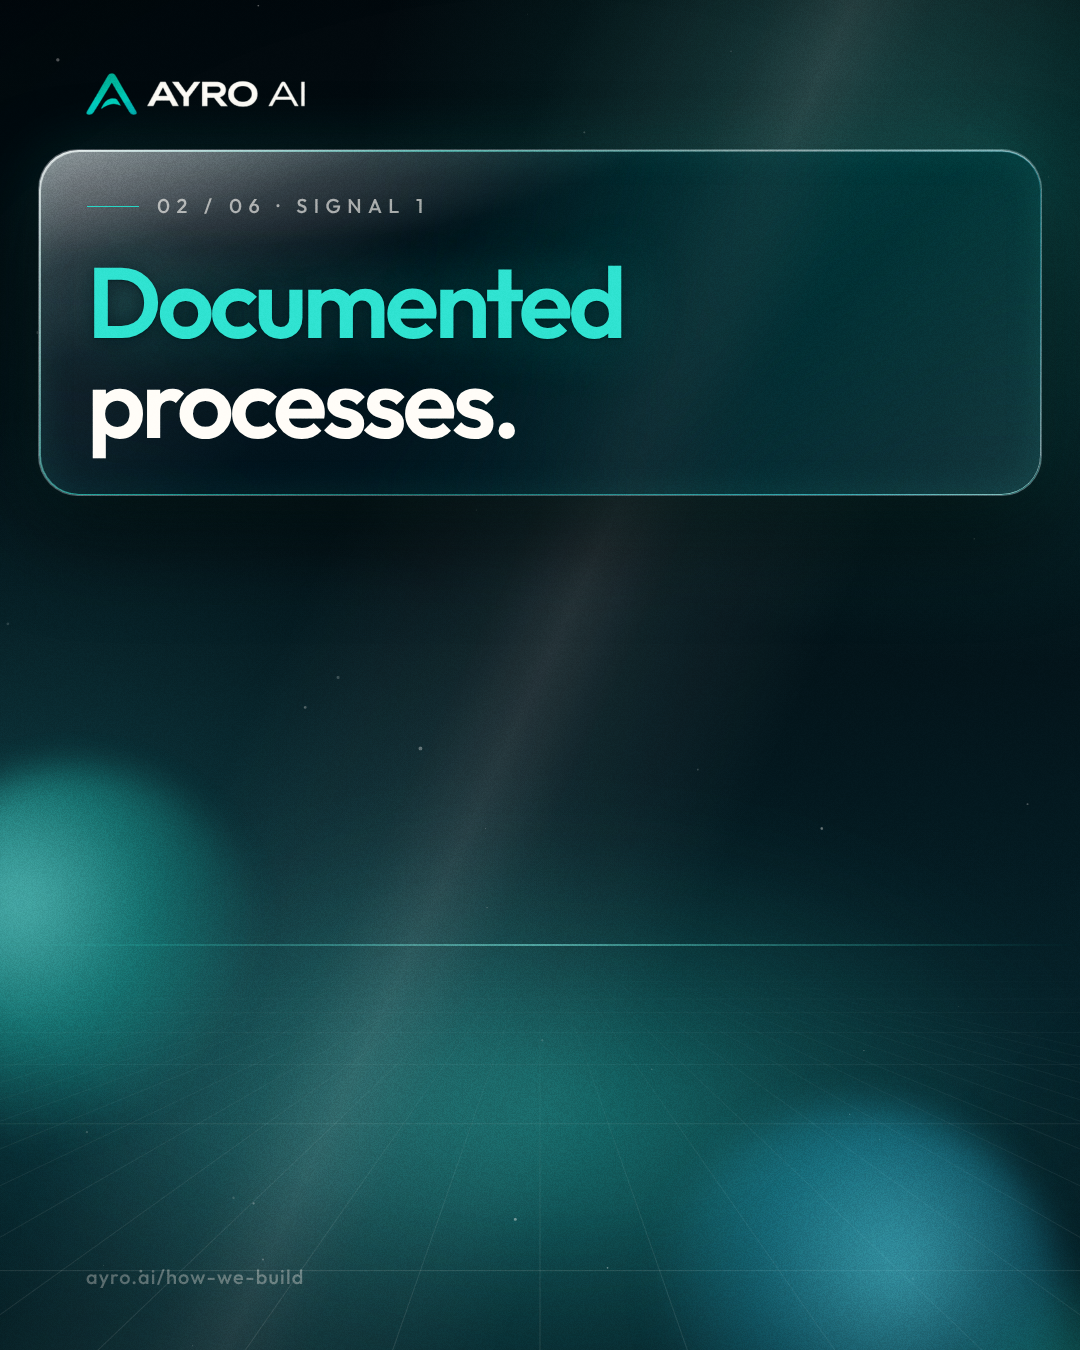 AYRO AI
02 / 06 · SIGNAL 1
Documented
processes.
ayro.ai/how-we-build